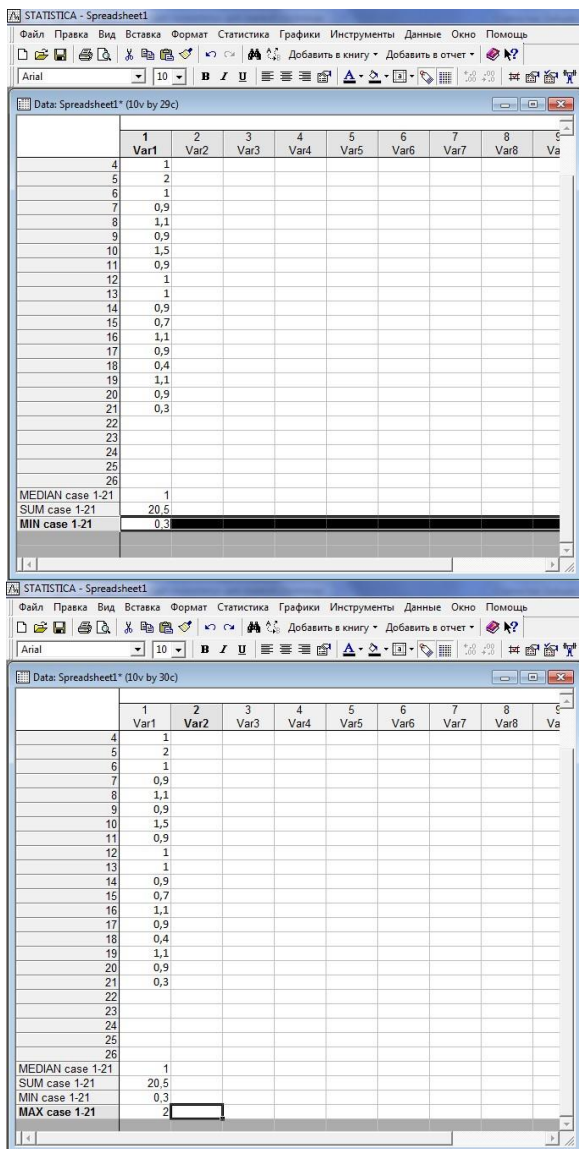 STATISTICA - Spreadsheet1
Файл Правка Вид Вставка Формат Статистика Графики Инструменты Данные Окно Помощь
Добавить в книгу Добавить в отчет
Arial 10 B I U
Data: Spreadsheet1* (10v by 29c)
1 2 3 4 5 6 7 8 9
Var1 Var2 Var3 Var4 Var5 Var6 Var7 Var8 Va
4 1
5 2
6 1
7 0,9
8 1,1
9 0,9
10 1,5
11 0,9
12 1
13 1
14 0,9
15 0,7
16 1,1
17 0,9
18 0,4
19 1,1
20 0,9
21 0,3
22
23
24
25
26
MEDIAN case 1-21 1
SUM case 1-21 20,5
MIN case 1-21 0,3
STATISTICA - Spreadsheet1
Файл Правка Вид Вставка Формат Статистика Графики Инструменты Данные Окно Помощь
Добавить в книгу Добавить в отчет
Arial 10 B I U
Data: Spreadsheet1* (10v by 30c)
1 2 3 4 5 6 7 8 9
Var1 Var2 Var3 Var4 Var5 Var6 Var7 Var8 Va
4 1
5 2
6 1
7 0,9
8 1,1
9 0,9
10 1,5
11 0,9
12 1
13 1
14 0,9
15 0,7
16 1,1
17 0,9
18 0,4
19 1,1
20 0,9
21 0,3
22
23
24
25
26
MEDIAN case 1-21 1
SUM case 1-21 20,5
MIN case 1-21 0,3
MAX case 1-21 2